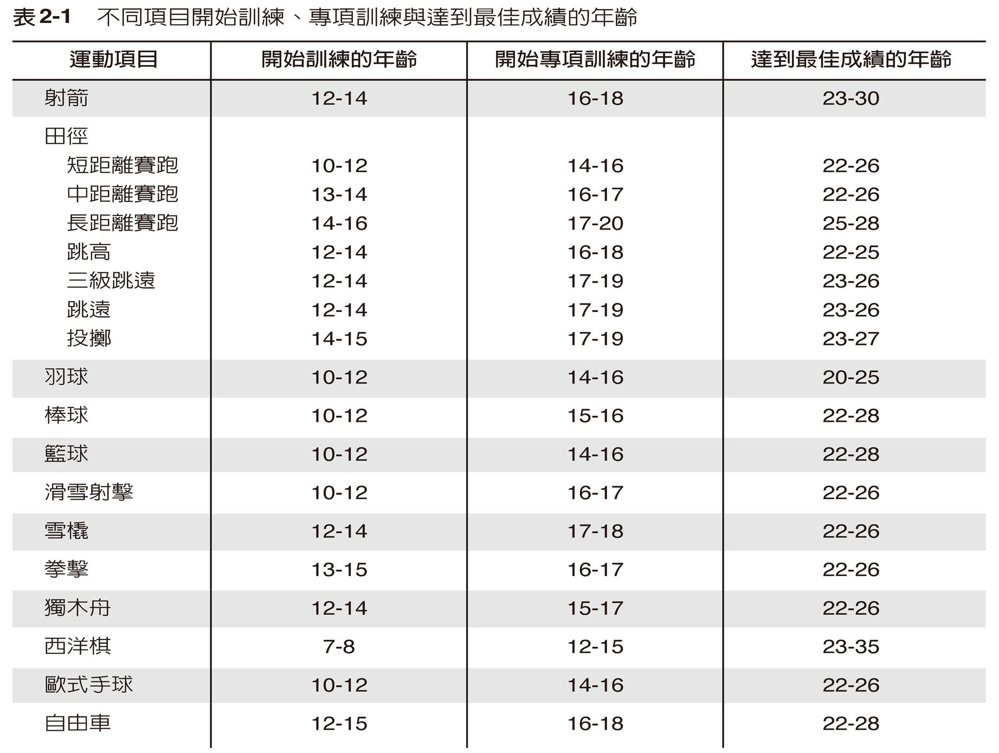 表2-1 不同項目開始訓練、專項訓練與達到最佳成績的年齡
運動項目 開始訓練的年齡 開始專項訓練的年齡 達到最佳成績的年齡
射箭 12-14 16-18 23-30
田徑
短距離賽跑 10-12 14-16 22-26
中距離賽跑 13-14 16-17 22-26
長距離賽跑 14-16 17-20 25-28
跳高 12-14 16-18 22-25
三級跳遠 12-14 17-19 23-26
跳遠 12-14 17-19 23-26
投擲 14-15 17-19 23-27
羽球 10-12 14-16 20-25
棒球 10-12 15-16 22-28
籃球 10-12 14-16 22-28
滑雪射擊 10-12 16-17 22-26
雪橇 12-14 17-18 22-26
拳擊 13-15 16-17 22-26
獨木舟 12-14 15-17 22-26
西洋棋 7-8 12-15 23-35
歐式手球 10-12 14-16 22-26
自由車 12-15 16-18 22-28